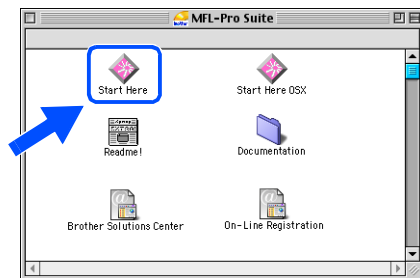 MFL-Pro Suite
Start Here
Start Here OSX
Readme!
Documentation
Brother Solutions Center
On-Line Registration